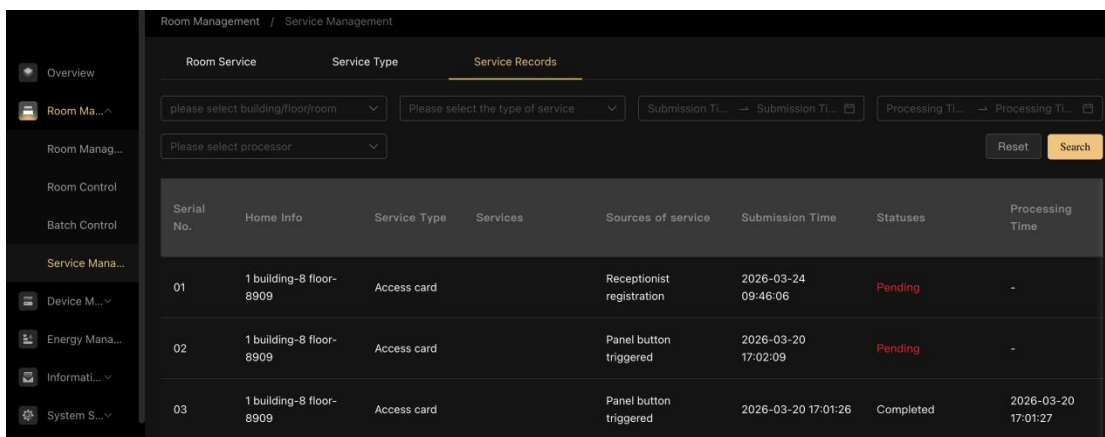 Room Management / Service Management
Overview
Room Ma...
Room Manag...
Room Control
Batch Control
Service Mana...
Device M...
Energy Mana...
Informati...
System S...
Room Service Service Type Service Records
please select building/floor/room Please select the type of service Submission Ti... → Submission Ti... Processing Ti... → Processing Ti...
Please select processor Reset Search
Serial No. Home Info Service Type Services Sources of service Submission Time Statuses Processing Time
01 1 building-8 floor-8909 Access card Receptionist registration 2026-03-24 09:46:06 Pending -
02 1 building-8 floor-8909 Access card Panel button triggered 2026-03-20 17:02:09 Pending -
03 1 building-8 floor-8909 Access card Panel button triggered 2026-03-20 17:01:26 Completed 2026-03-20 17:01:27